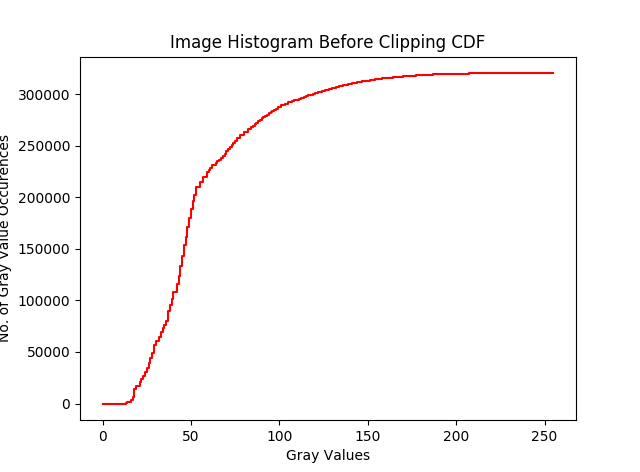 Image Histogram Before Clipping CDF
300000
250000
200000
150000
100000
50000
0
No. of Gray Value Occurences
0 50 100 150 200 250
Gray Values